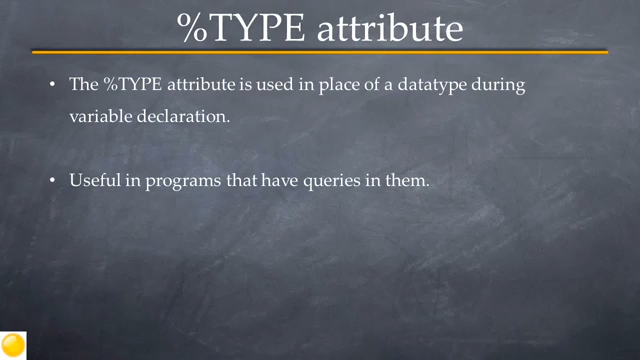 %TYPE attribute
• The %TYPE attribute is used in place of a datatype during
variable declaration.
• Useful in programs that have queries in them.